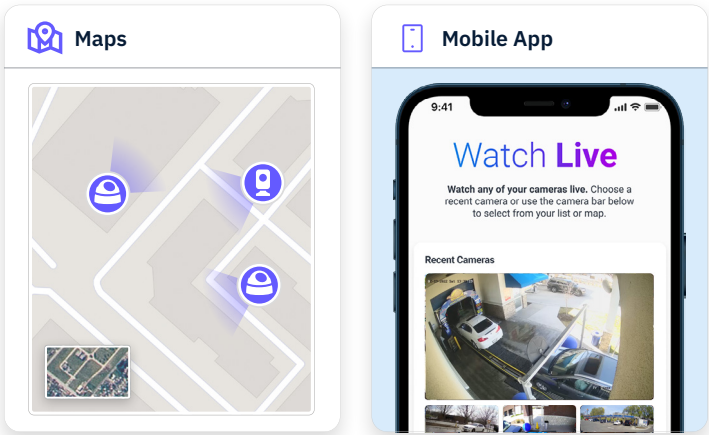 Maps
Mobile App
9:41
Watch Live
Watch any of your cameras live. Choose a
recent camera or use the camera bar below
to select from your list or map.
Recent Cameras